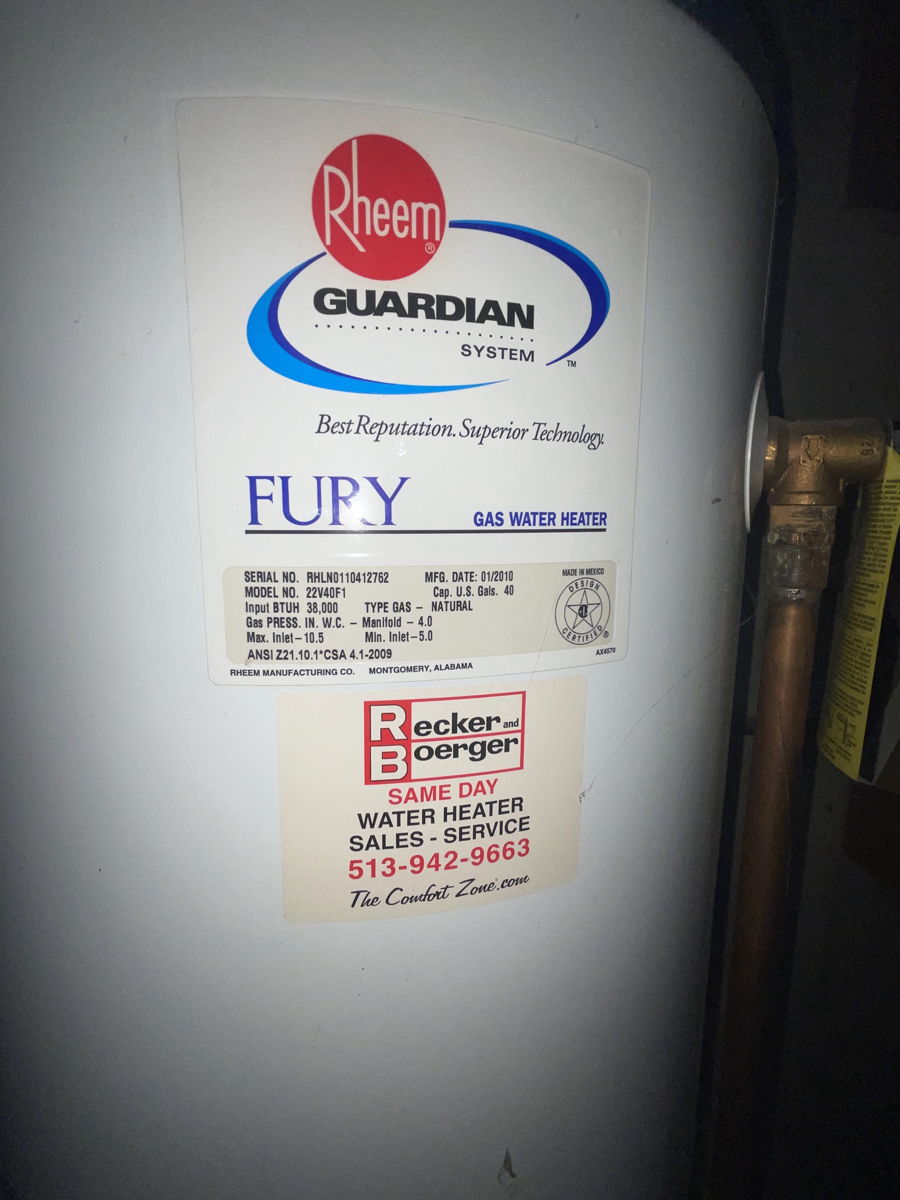 Rheem®
GUARDIAN
SYSTEM ™
Best Reputation. Superior Technology.
FURY GAS WATER HEATER
SERIAL NO. RHLN0110412762 MFG. DATE: 01/2010
MODEL NO. 22V40F1 Cap. U.S. Gals. 40
Input BTUH 38,000 TYPE GAS – NATURAL
Gas PRESS. IN. W.C. – Manifold – 4.0
Max. Inlet–10.5 Min. Inlet–5.0
ANSI Z21.10.1*CSA 4.1-2009
MADE IN MEXICO
DESIGN
CERTIFIED ®
AX4570
RHEEM MANUFACTURING CO. MONTGOMERY, ALABAMA
Recker and
Boerger
SAME DAY
WATER HEATER
SALES - SERVICE
513-942-9663
The Comfort Zone.com